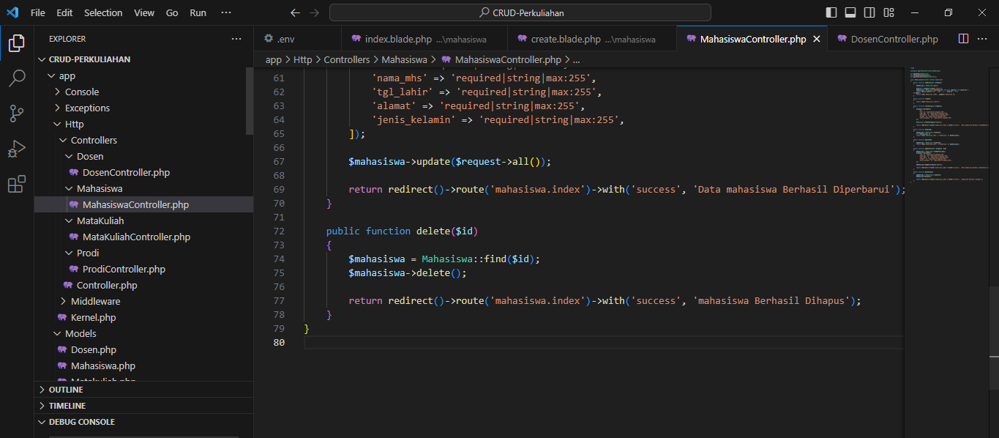 File Edit Selection View Go Run ··· CRUD-Perkuliahan
EXPLORER ···
CRUD-PERKULIAHAN
app
Console
Exceptions
Http
Controllers
Dosen
DosenController.php
Mahasiswa
MahasiswaController.php
MataKuliah
MataKuliahController.php
Prodi
ProdiController.php
Controller.php
Middleware
Kernel.php
Models
Dosen.php
Mahasiswa.php
Matakuliah.php
OUTLINE
TIMELINE
DEBUG CONSOLE
.env index.blade.php ...\mahasiswa create.blade.php ...\mahasiswa MahasiswaController.php DosenController.php ···
app > Http > Controllers > Mahasiswa > MahasiswaController.php > ...
61 'nama_mhs' => 'required|string|max:255',
62 'tgl_lahir' => 'required|string|max:255',
63 'alamat' => 'required|string|max:255',
64 'jenis_kelamin' => 'required|string|max:255',
65 ]);
66
67 $mahasiswa->update($request->all());
68
69 return redirect()->route('mahasiswa.index')->with('success', 'Data mahasiswa Berhasil Diperbarui');
70 }
71
72 public function delete($id)
73 {
74 $mahasiswa = Mahasiswa::find($id);
75 $mahasiswa->delete();
76
77 return redirect()->route('mahasiswa.index')->with('success', 'mahasiswa Berhasil Dihapus');
78 }
79 }
80